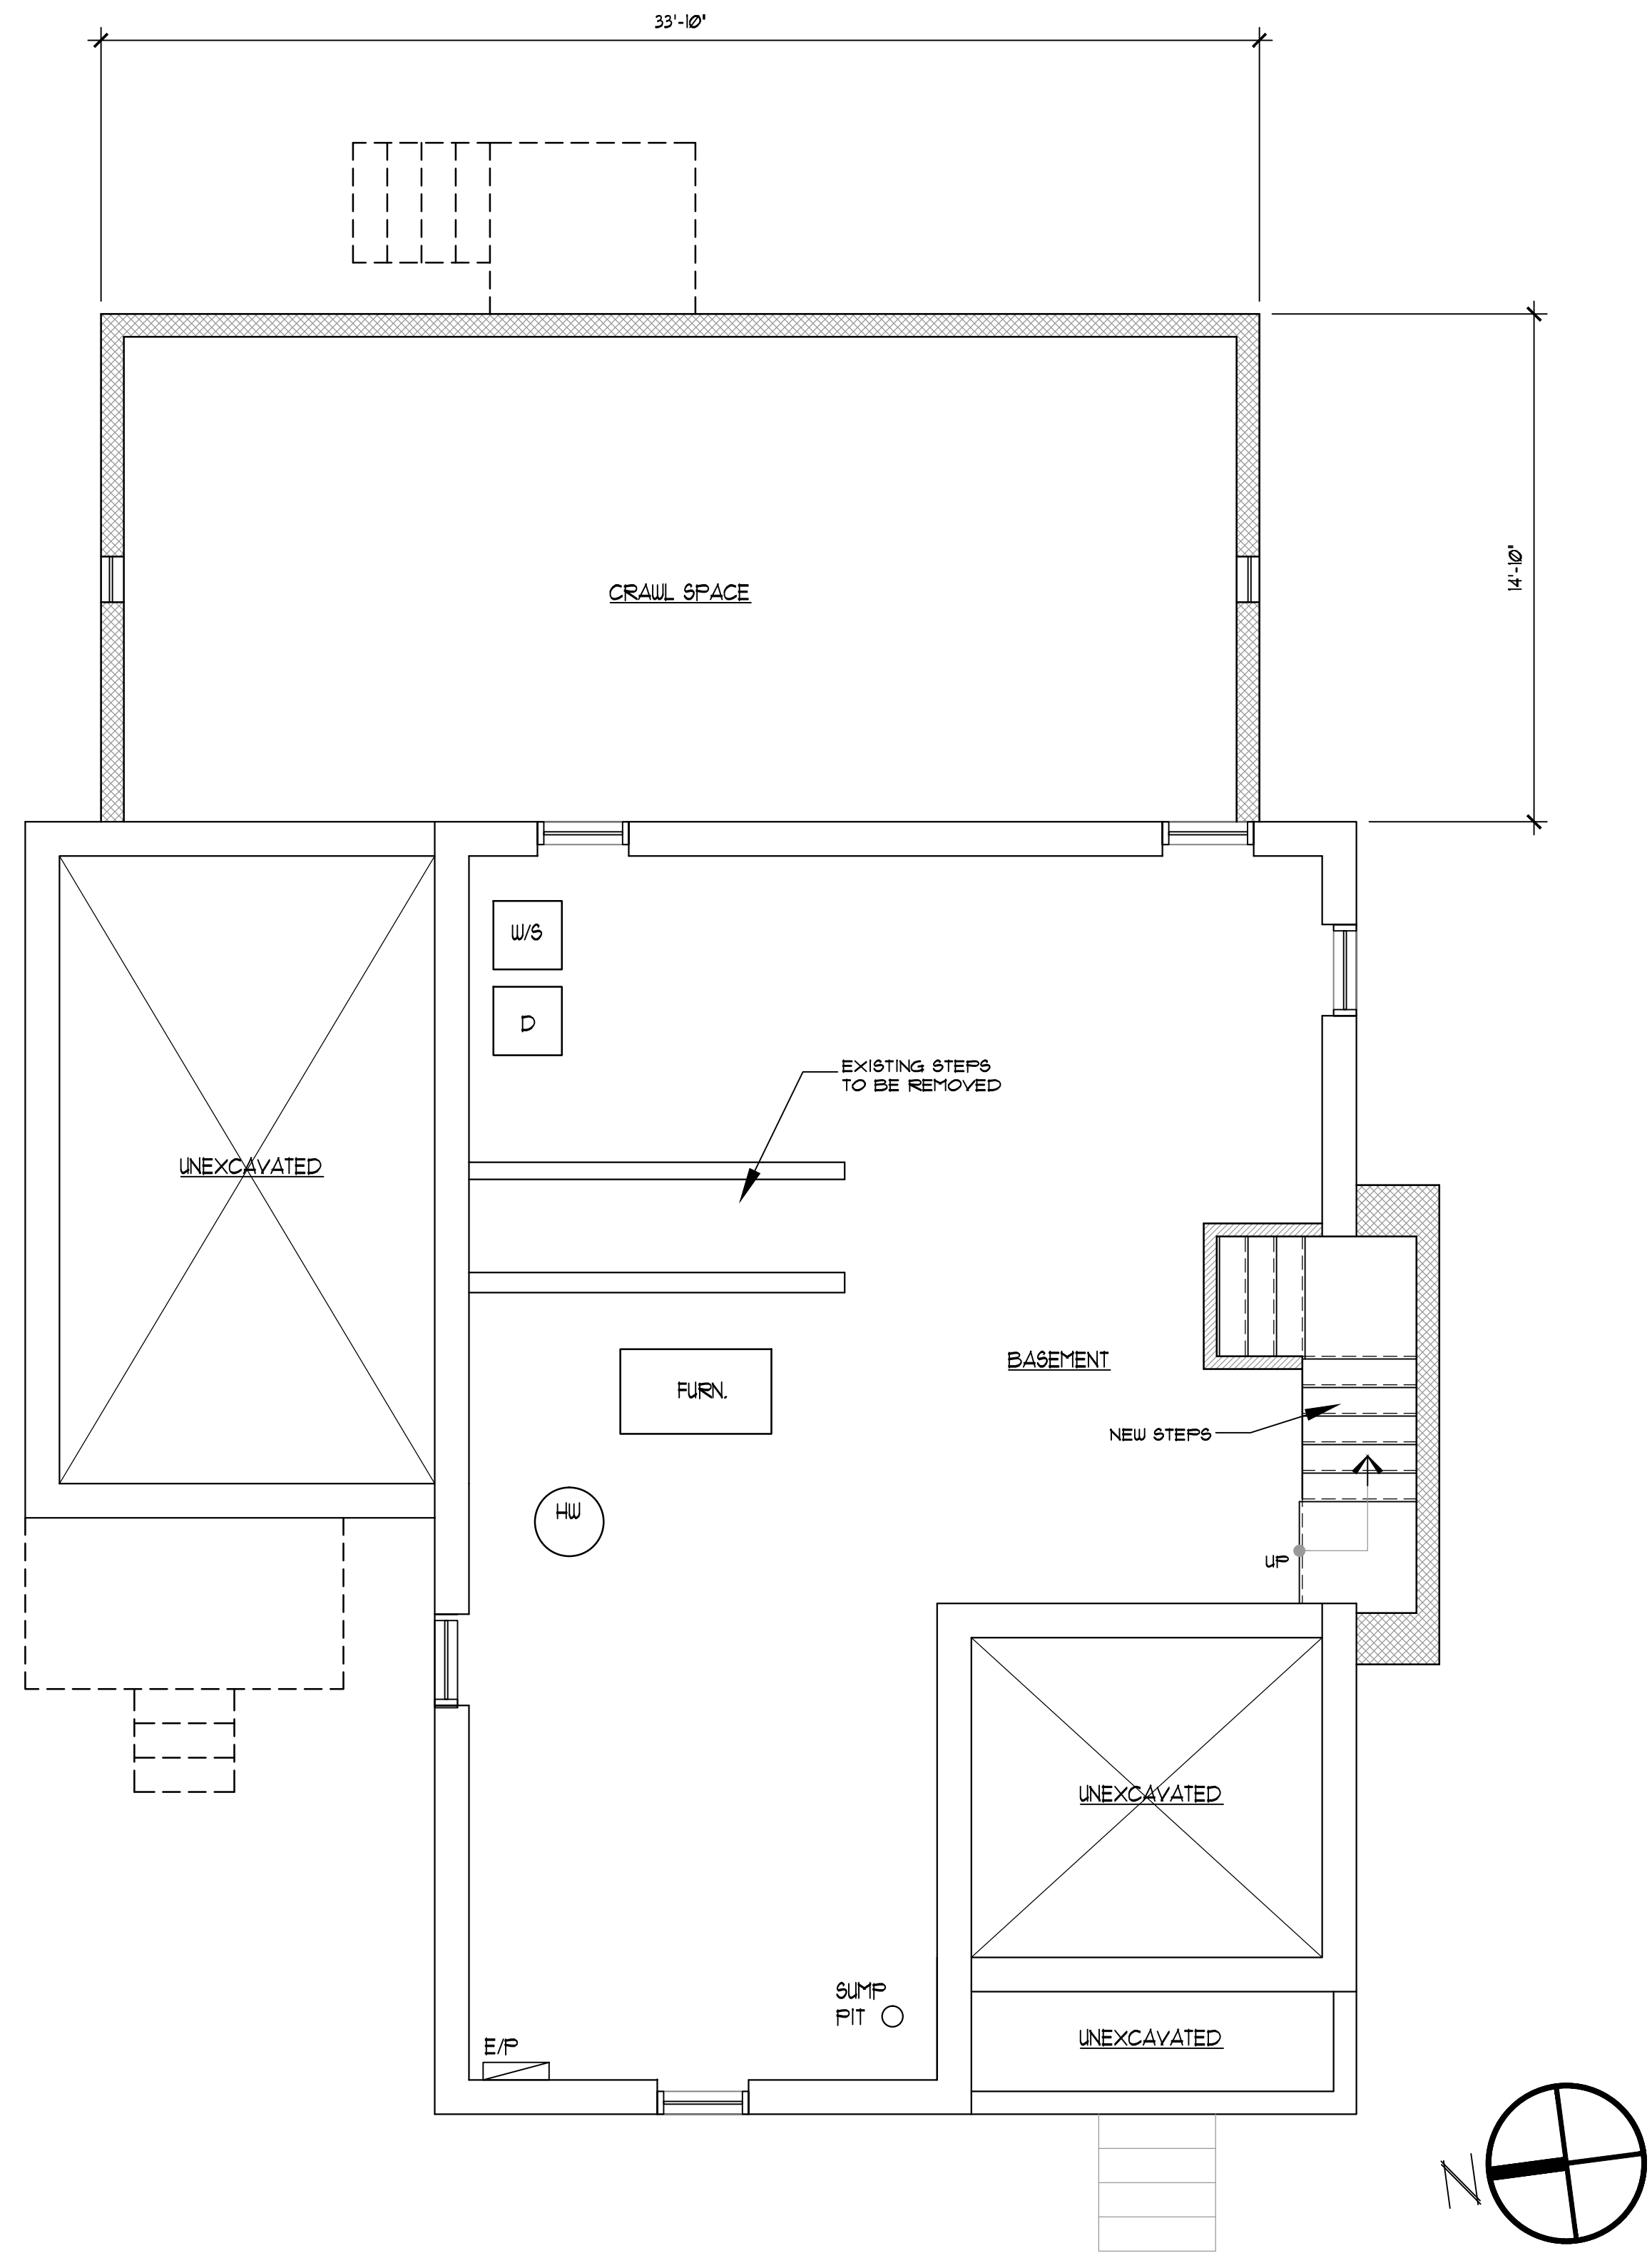 33'-10"
CRAWL SPACE
14'-10"
W/S
D
EXISTING STEPS
TO BE REMOVED
UNEXCAVATED
BASEMENT
FURN.
NEW STEPS
HW
UP
UNEXCAVATED
SUMP
PIT
E/P
UNEXCAVATED
N